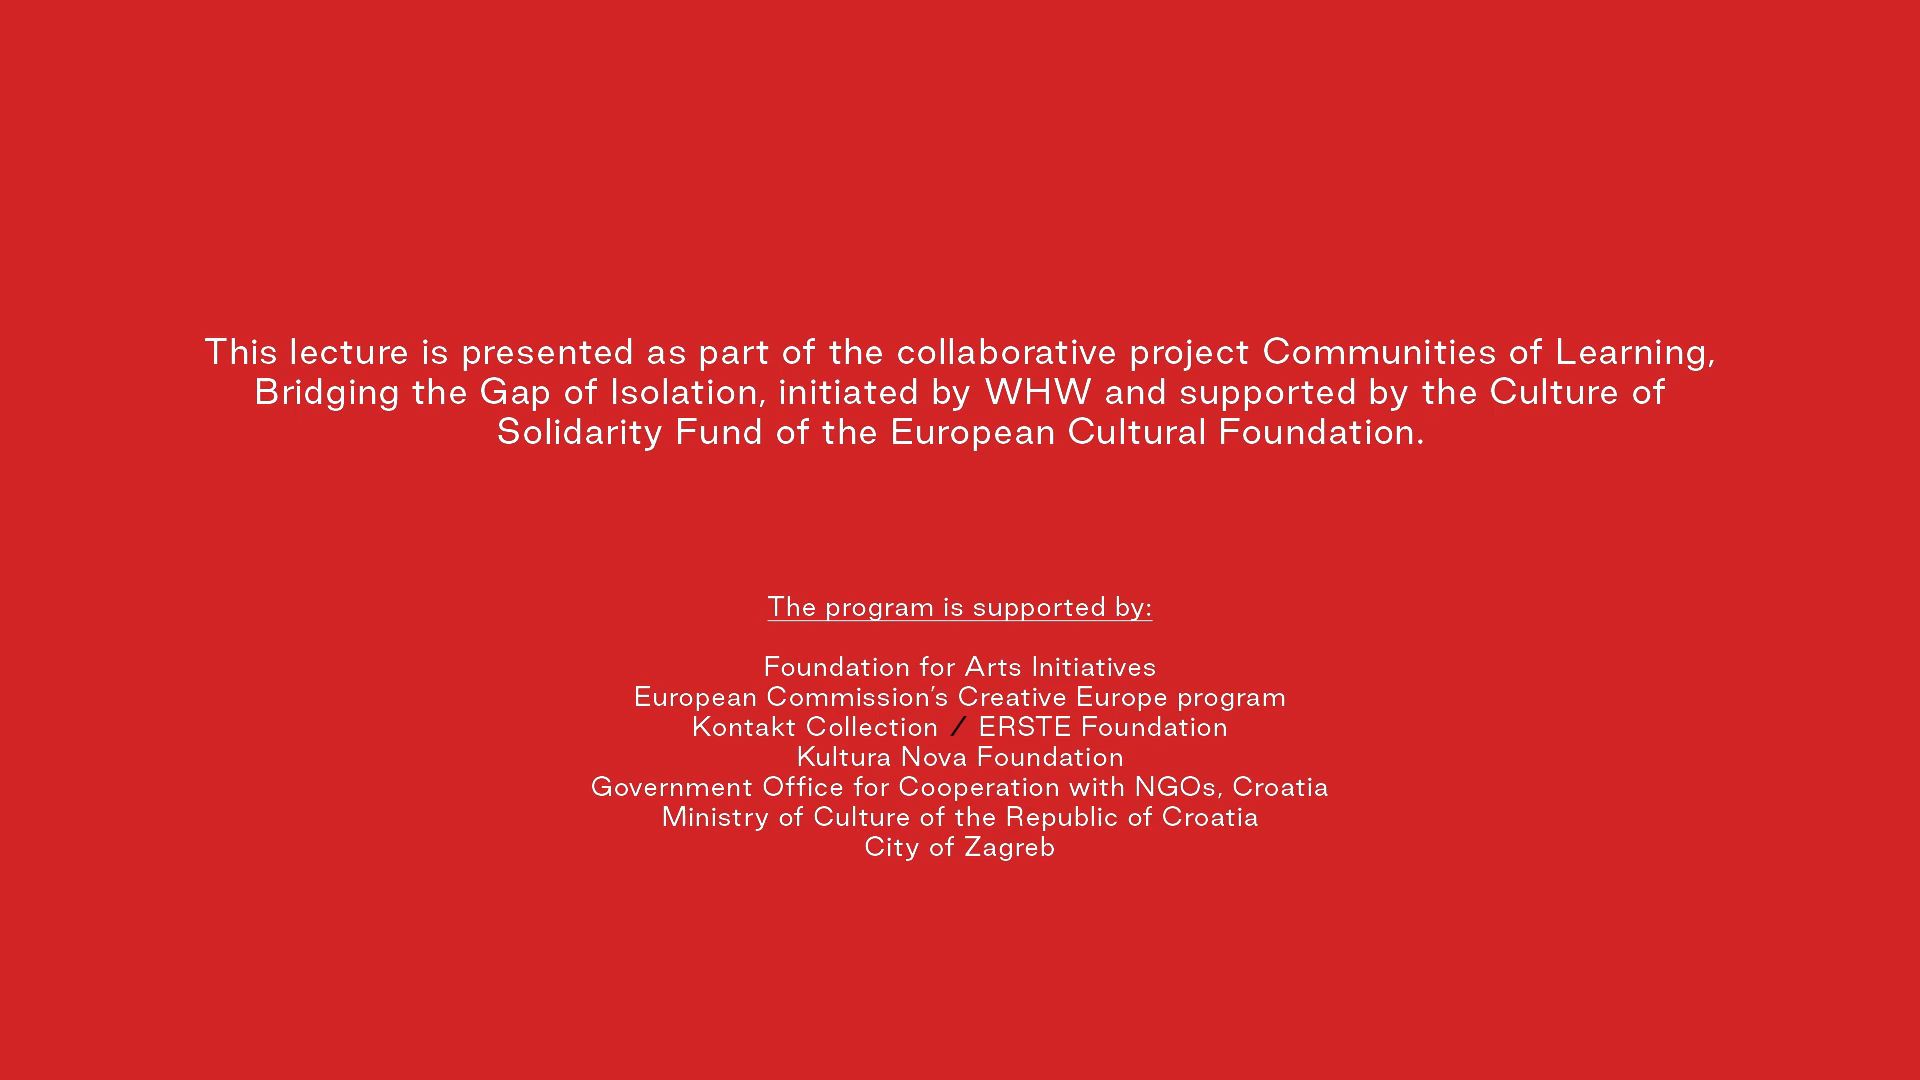 This lecture is presented as part of the collaborative project Communities of Learning,
Bridging the Gap of Isolation, initiated by WHW and supported by the Culture of
Solidarity Fund of the European Cultural Foundation.
The program is supported by:
Foundation for Arts Initiatives
European Commission’s Creative Europe program
Kontakt Collection / ERSTE Foundation
Kultura Nova Foundation
Government Office for Cooperation with NGOs, Croatia
Ministry of Culture of the Republic of Croatia
City of Zagreb